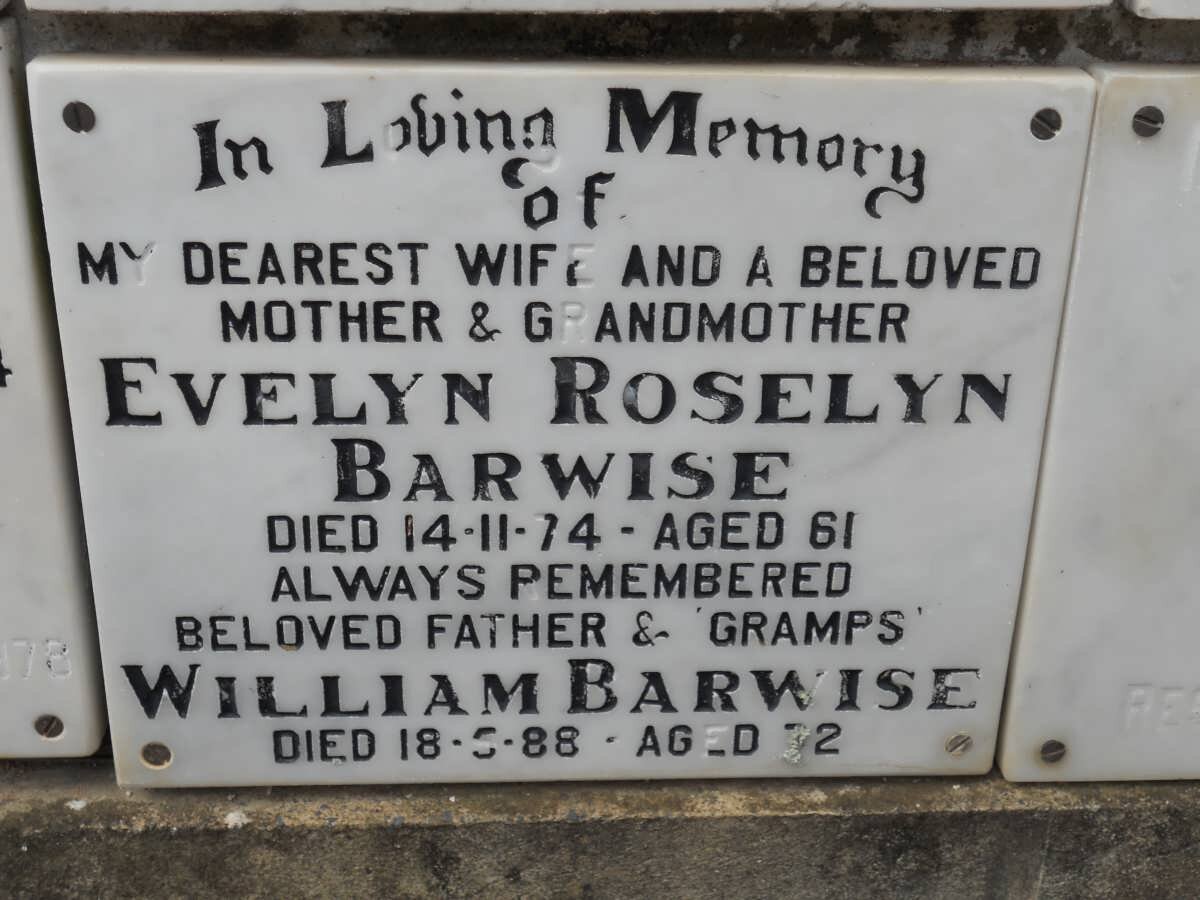 In Loving Memory
of
MY DEAREST WIFE AND A BELOVED
MOTHER & GRANDMOTHER
EVELYN ROSELYN
BARWISE
DIED 14·11·74 - AGED 61
ALWAYS REMEMBERED
BELOVED FATHER & 'GRAMPS'
WILLIAM BARWISE
DIED 18·5·88 - AGED 72